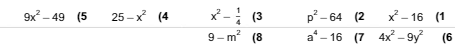 x² − 16 (1 p² − 64 (2 x² − 1/4 (3 25 − x² (4 9x² − 49 (5
4x² − 9y² (6 a⁴ − 16 (7 9 − m² (8